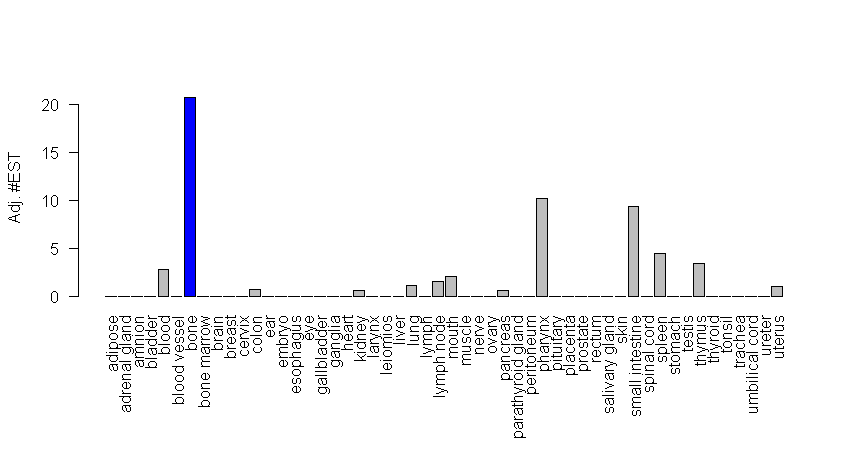 Adj. #EST
20
15
10
5
0
adipose
adrenal gland
amnion
bladder
blood
blood vessel
bone
bone marrow
brain
breast
cervix
colon
ear
embryo
esophagus
eye
gallbladder
ganglia
heart
kidney
larynx
leiomios
liver
lung
lymph
lymph node
mouth
muscle
nerve
ovary
pancreas
parathyroid gland
peritoneum
pharynx
pituitary
placenta
prostate
rectum
salivary gland
skin
small intestine
spinal cord
spleen
stomach
testis
thymus
thyroid
tonsil
trachea
umbilical cord
ureter
uterus